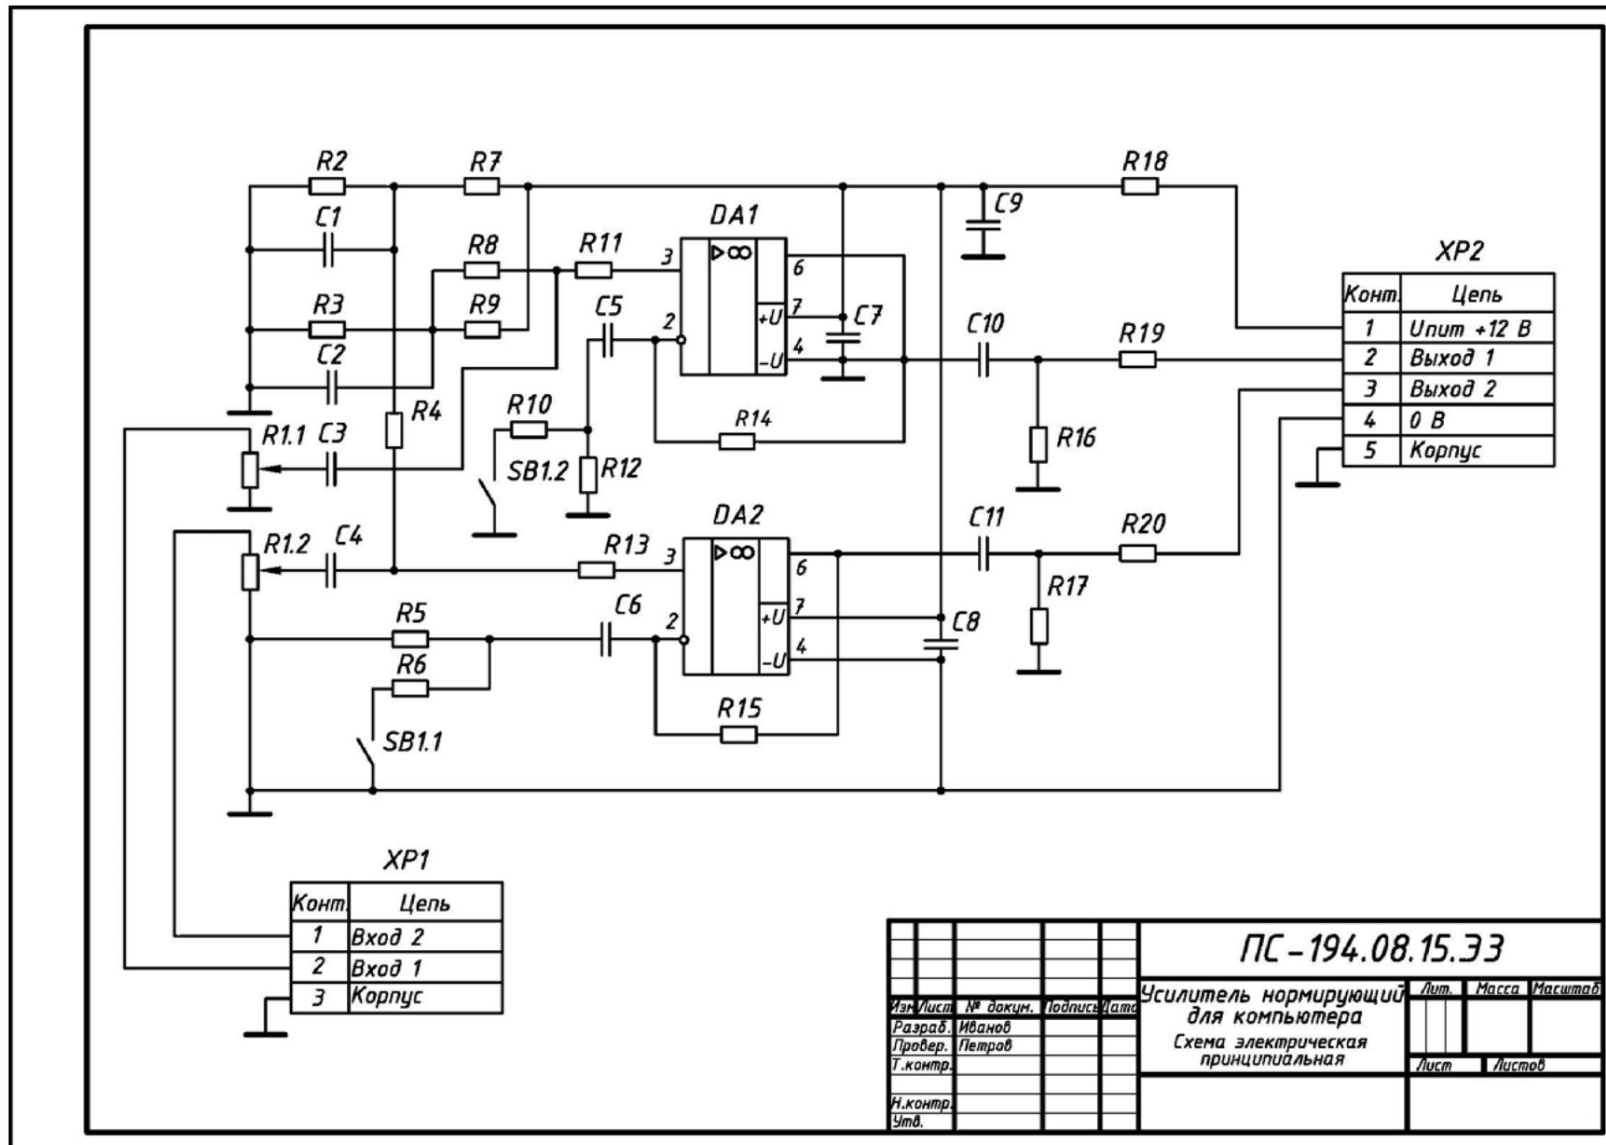 R2
R7
R18
C1
DA1
C9
R8
R11
3
▷∞
6
XP2
R3
R9
C5
+U
7
C7
C10
R19
Конт.
Цепь
1
Uпит +12 В
2
Выход 1
3
Выход 2
4
0 В
5
Корпус
C2
2
4
-U
R4
R10
R14
R16
R1.1
C3
SB1.2
R12
DA2
C11
R20
R1.2
C4
R13
3
▷∞
6
R17
R5
C6
2
+U
7
C8
R6
4
-U
R15
SB1.1
XP1
Конт.
Цепь
1
Вход 2
2
Вход 1
3
Корпус
ПС-194.08.15.ЭЗ
Усилитель нормирующий
для компьютера
Схема электрическая
принципиальная
Лит.
Масса
Масштаб
Лист
Листов
Изм
Лист
№ докум.
Подпись
Дата
Разраб.
Иванов
Провер.
Петров
Т.контр.
Н.контр.
Утв.